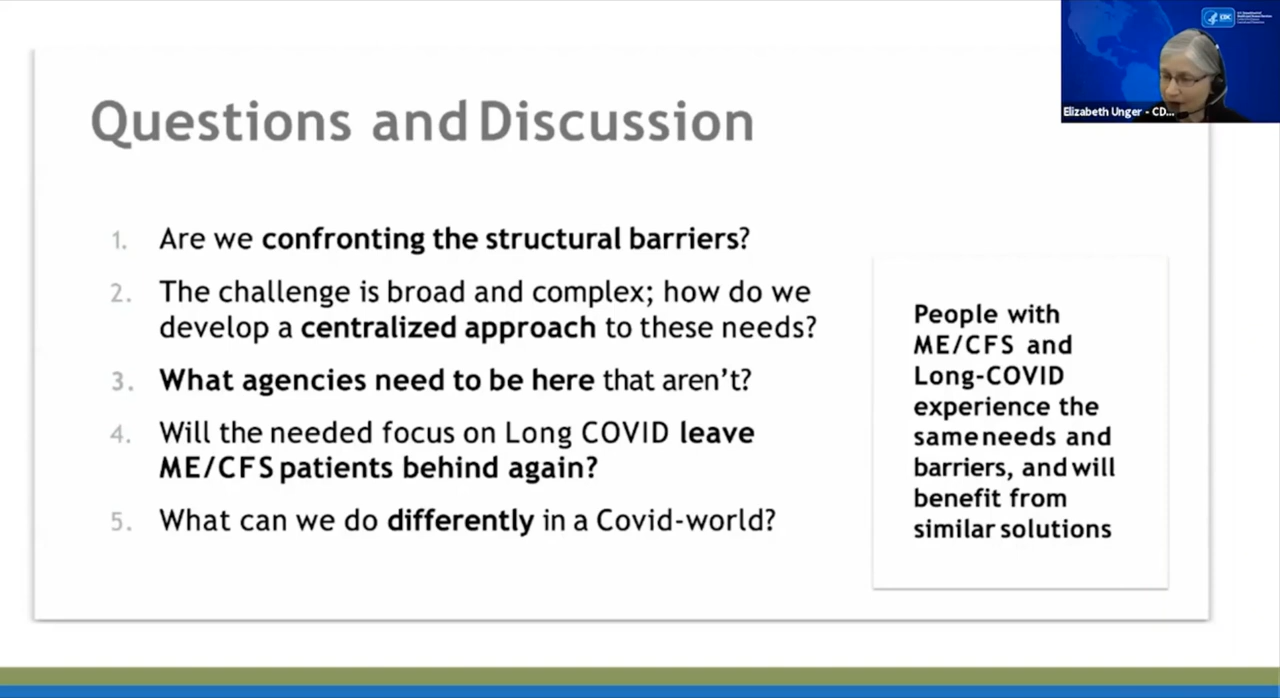 Questions and Discussion
1. Are we confronting the structural barriers?
2. The challenge is broad and complex; how do we
develop a centralized approach to these needs?
3. What agencies need to be here that aren't?
4. Will the needed focus on Long COVID leave
ME/CFS patients behind again?
5. What can we do differently in a Covid-world?
People with
ME/CFS and
Long-COVID
experience the
same needs and
barriers, and will
benefit from
similar solutions
CDC
Elizabeth Unger - CD...